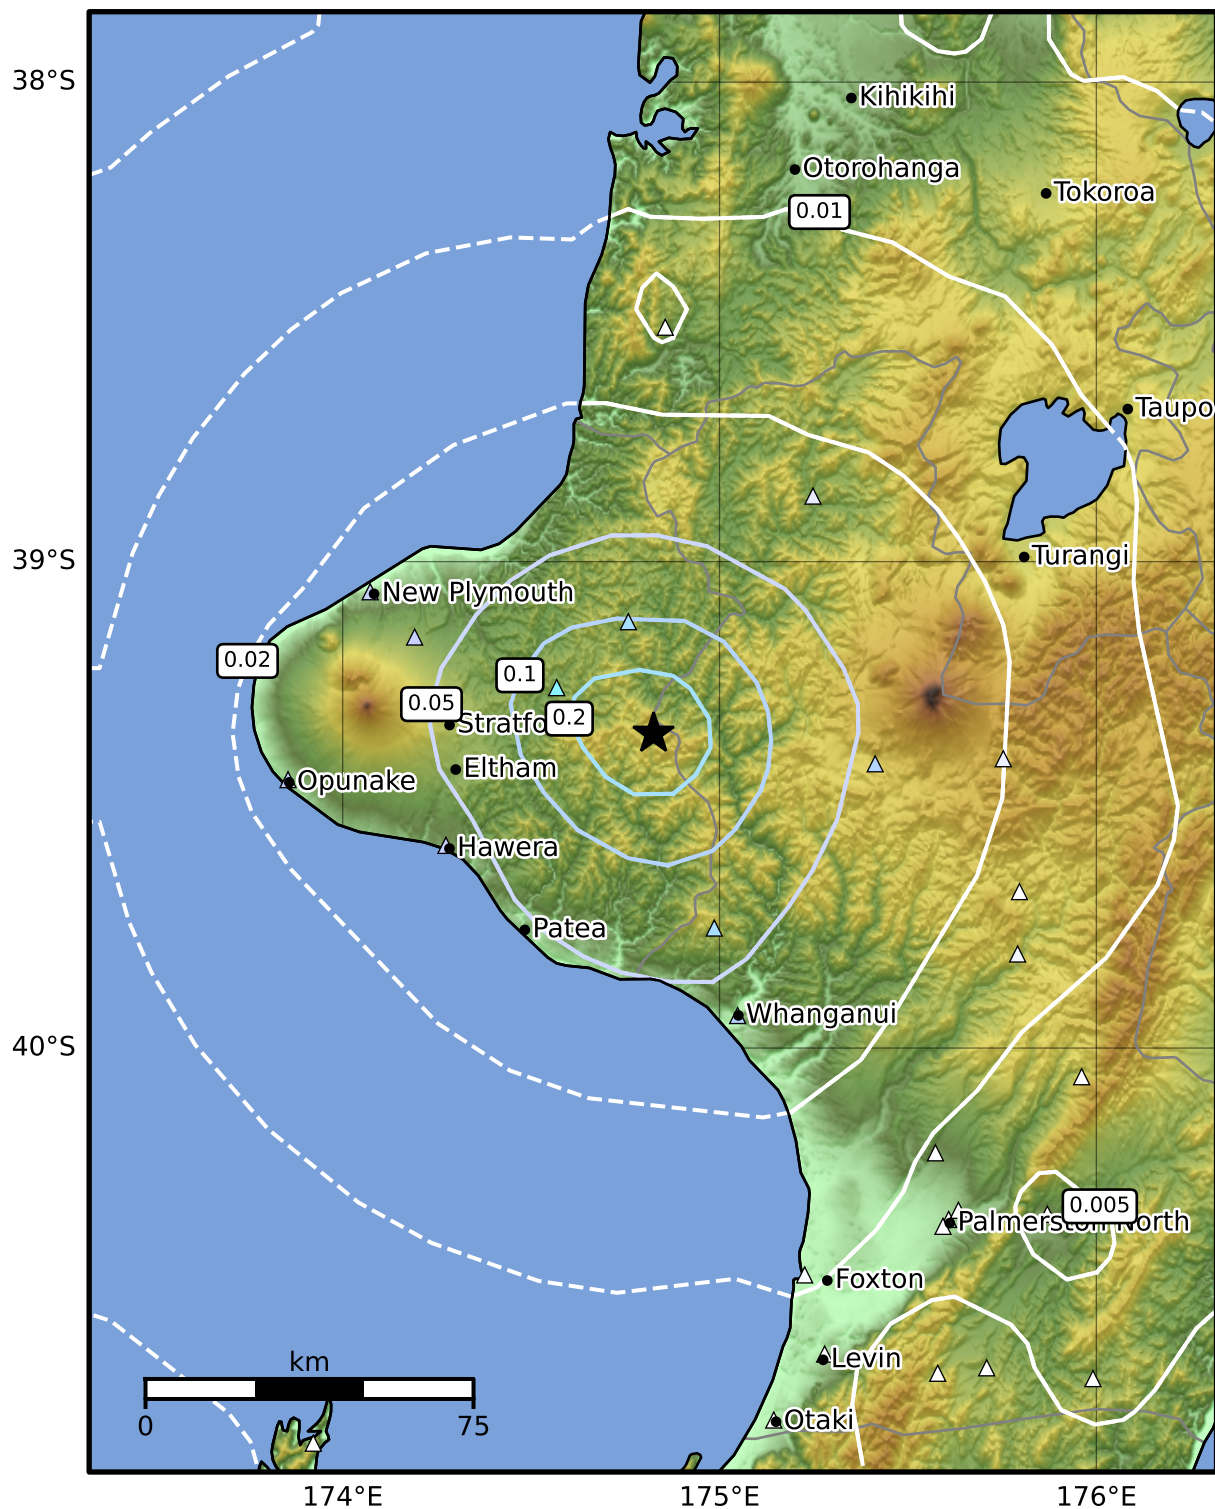 38°S
Kihikihi
Otorohanga
Tokoroa
0.01
Taupo
39°S
Turangi
New Plymouth
0.02
0.1
0.05
0.2
Stratfo
Eltham
Opunake
Hawera
Patea
Whanganui
40°S
0.005
Palmerston North
Foxton
Levin
km
0
75
Otaki
174°E
175°E
176°E